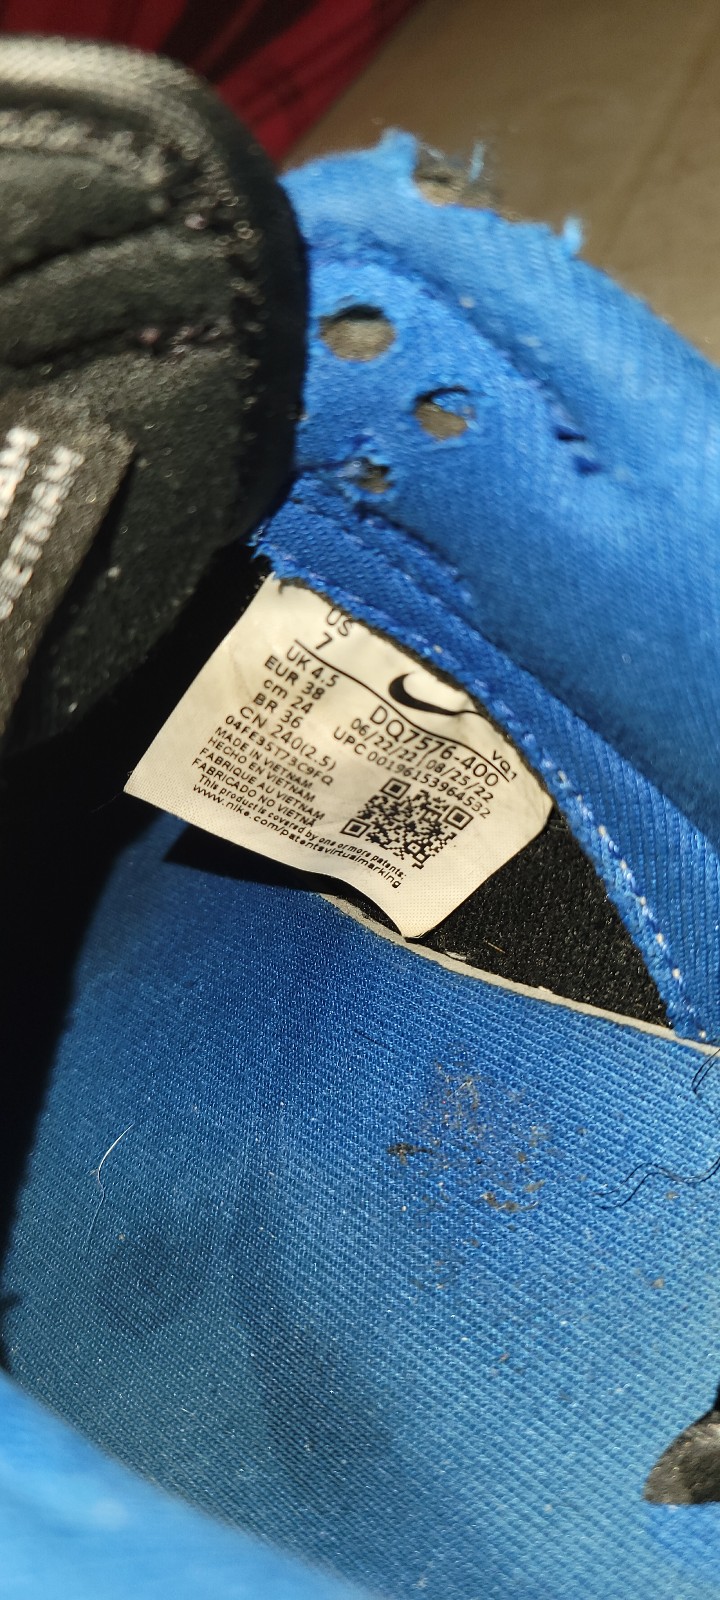 VIETNAM
US
7
UK 4.5
EUR 38
cm 24
BR 36
CN 240(2.5)
04FE35T73C9FQ
MADE IN VIETNAM
HECHO EN VIETNAM
FABRIQUE AU VIETNAM
FABRICADO NO VIETNA
This product is covered by one or more patents:
www.nike.com/patentsvirtualmarking
VQ1
DQ7576-400
06/22/22 | 08/25/22
UPC 00196153964532